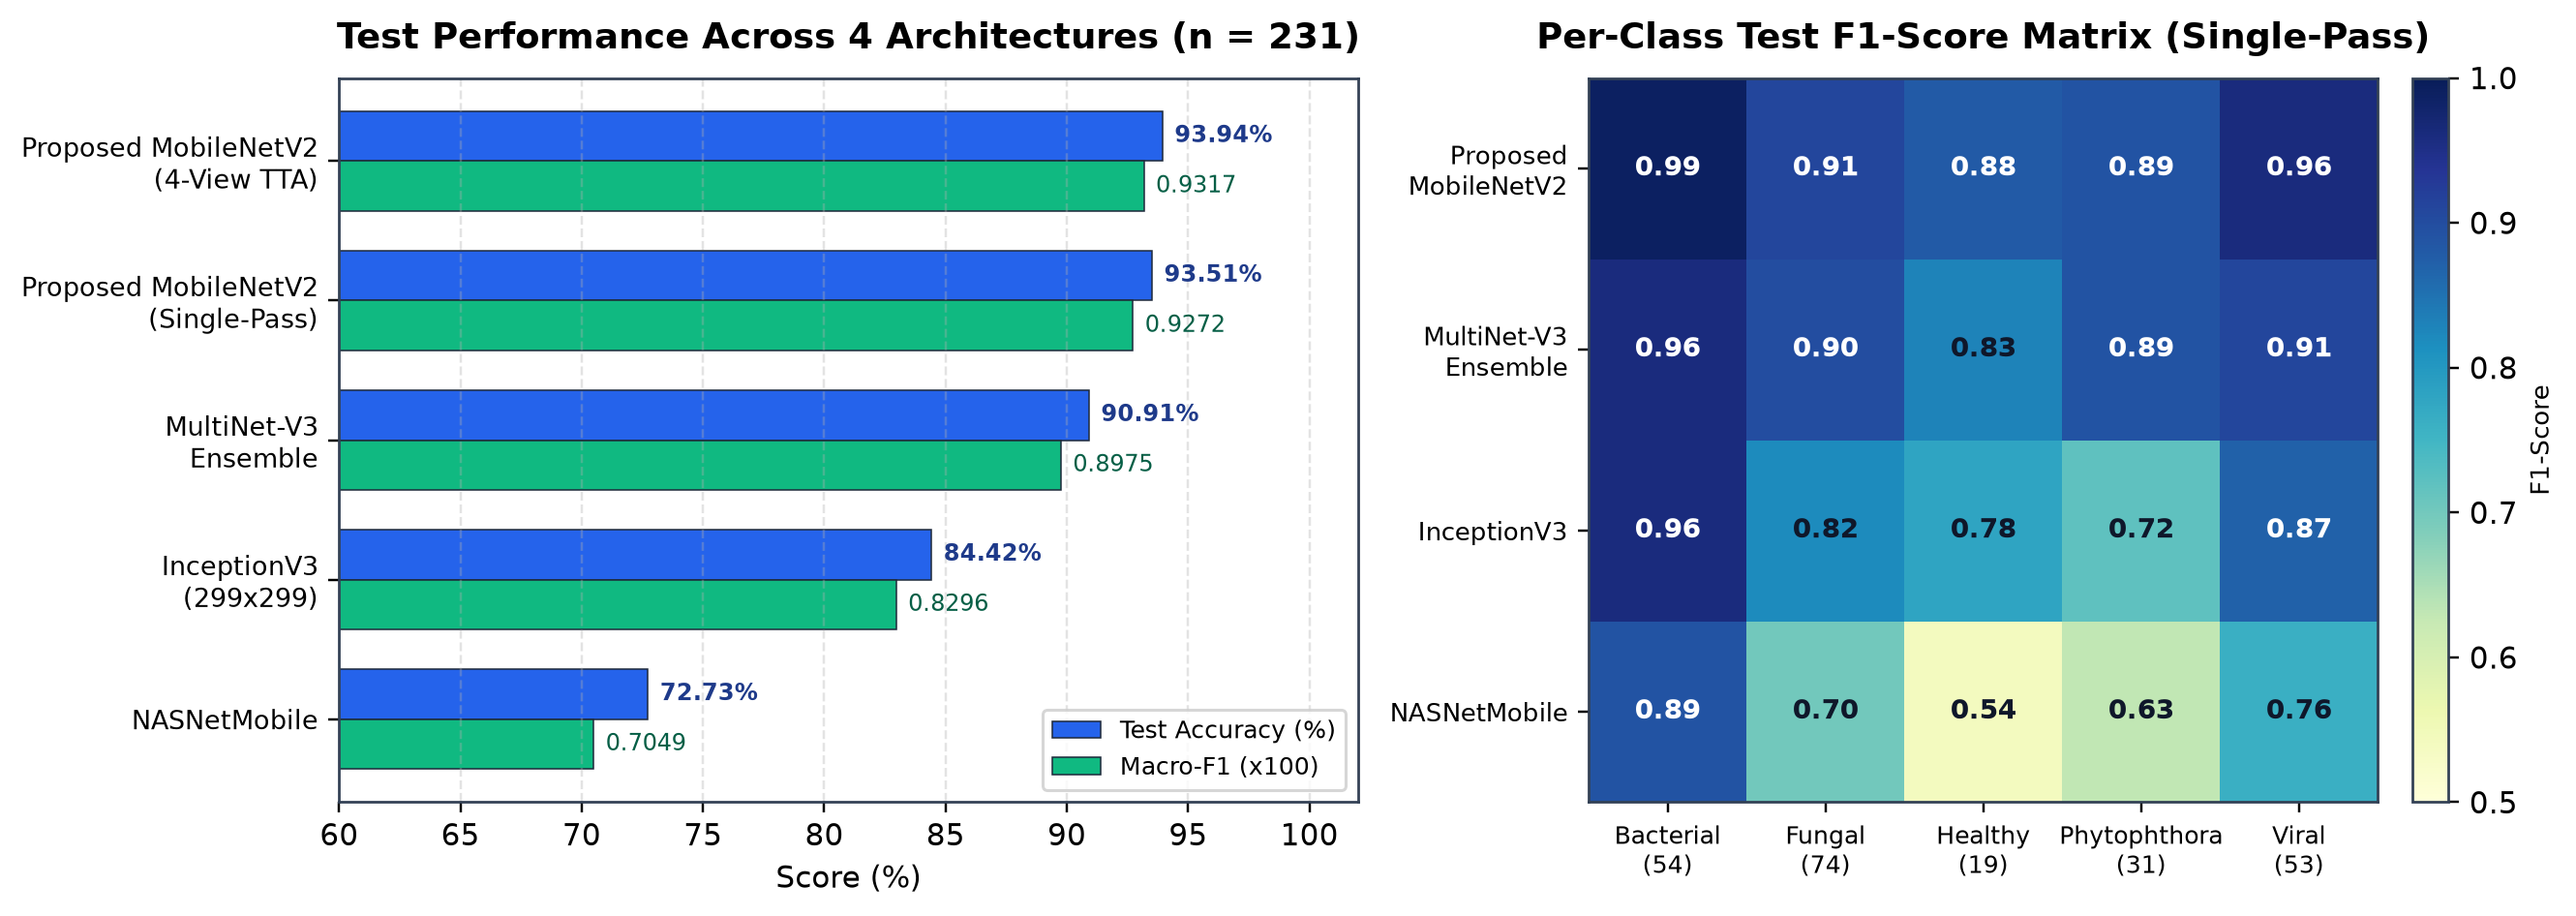 Test Performance Across 4 Architectures (n = 231)
Proposed MobileNetV2
(4-View TTA)
93.94%
0.9317
Proposed MobileNetV2
(Single-Pass)
93.51%
0.9272
MultiNet-V3
Ensemble
90.91%
0.8975
InceptionV3
(299x299)
84.42%
0.8296
NASNetMobile
72.73%
0.7049
Test Accuracy (%)
Macro-F1 (x100)
60 65 70 75 80 85 90 95 100
Score (%)
Per-Class Test F1-Score Matrix (Single-Pass)
Proposed
MobileNetV2
0.99 0.91 0.88 0.89 0.96
MultiNet-V3
Ensemble
0.96 0.90 0.83 0.89 0.91
InceptionV3
0.96 0.82 0.78 0.72 0.87
NASNetMobile
0.89 0.70 0.54 0.63 0.76
Bacterial Fungal Healthy Phytophthora Viral
(54) (74) (19) (31) (53)
1.0
0.9
0.8
0.7
0.6
0.5
F1-Score